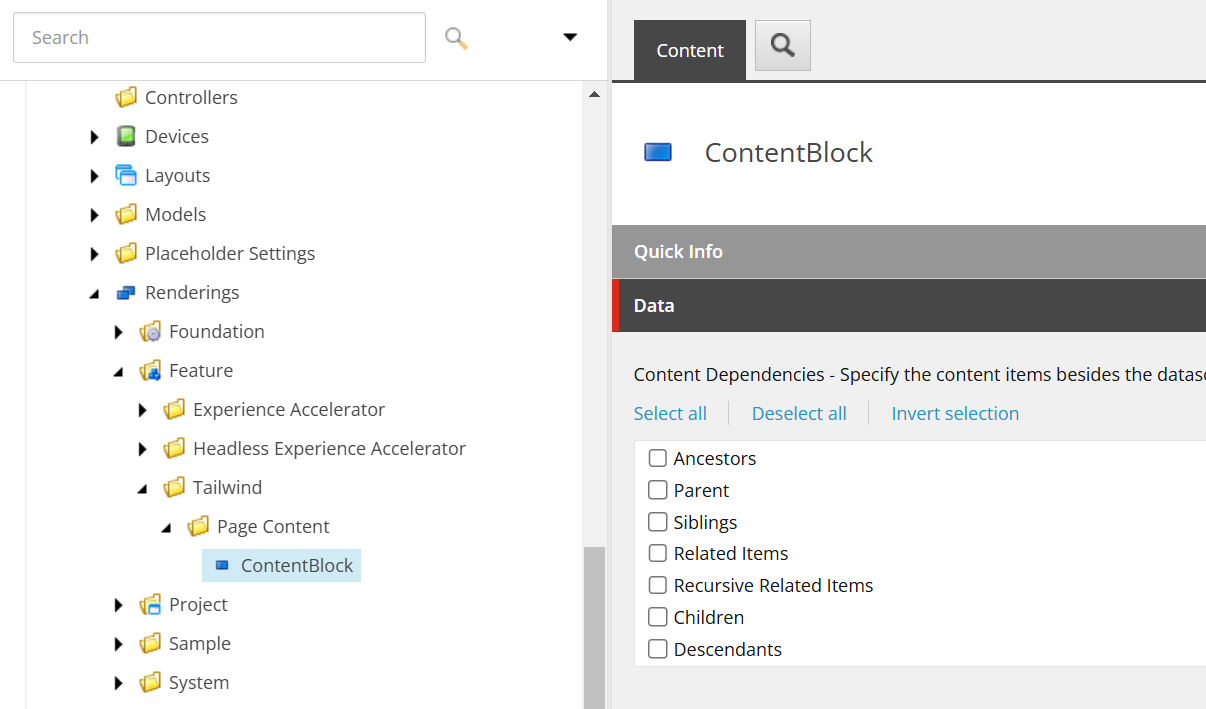 Search
Controllers
Devices
Layouts
Models
Placeholder Settings
Renderings
Foundation
Feature
Experience Accelerator
Headless Experience Accelerator
Tailwind
Page Content
ContentBlock
Project
Sample
System
Content
ContentBlock
Quick Info
Data
Content Dependencies - Specify the content items besides the
Select all Deselect all Invert selection
Ancestors
Parent
Siblings
Related Items
Recursive Related Items
Children
Descendants